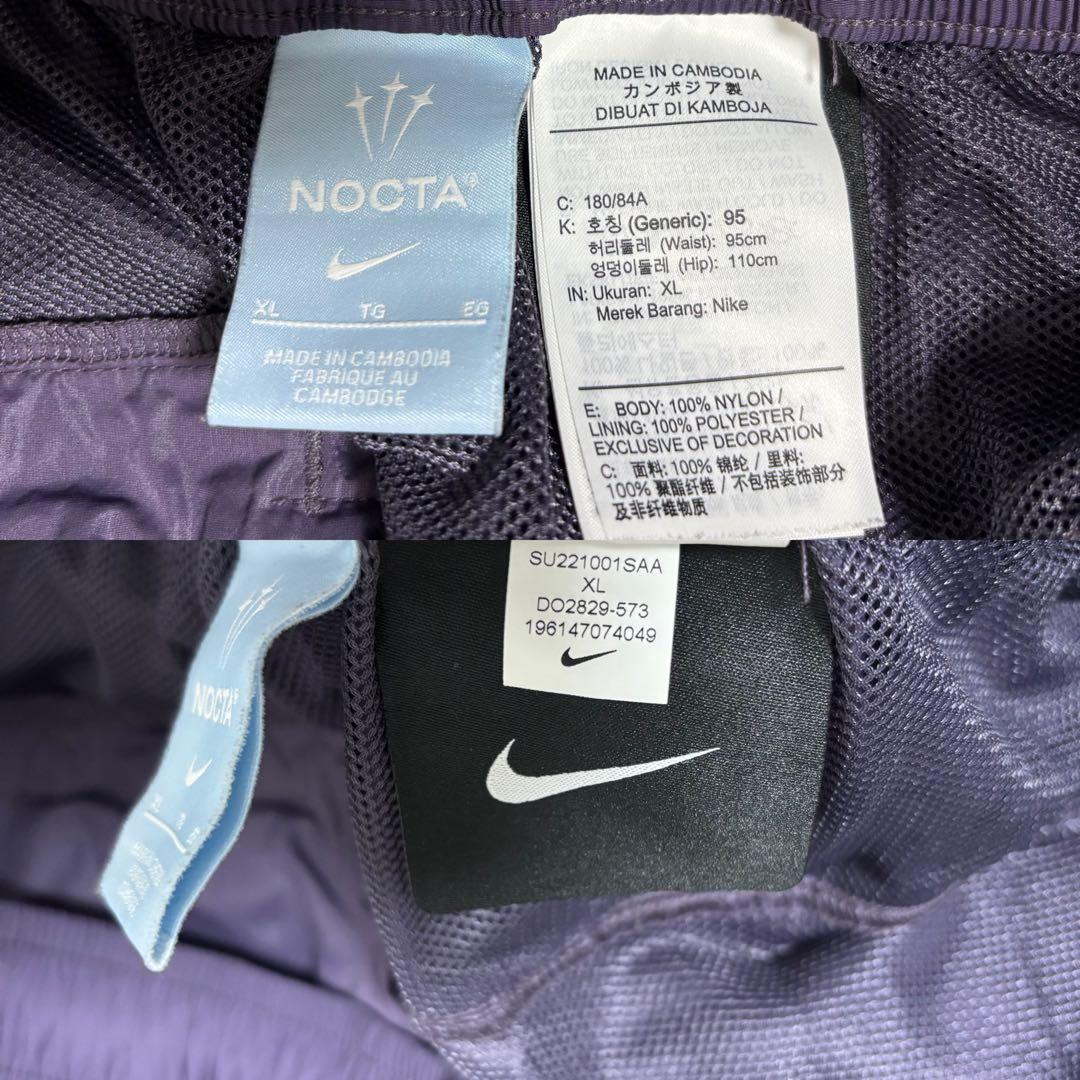 NOCTA
XL TG EG
MADE IN CAMBODIA
FABRIQUE AU
CAMBODGE
MADE IN CAMBODIA
カンボジア製
DIBUAT DI KAMBOJA
C: 180/84A
K: 호칭 (Generic): 95
허리둘레 (Waist): 95cm
엉덩이둘레 (Hip): 110cm
IN: Ukuran: XL
Merek Barang: Nike
E: BODY: 100% NYLON /
LINING: 100% POLYESTER /
EXCLUSIVE OF DECORATION
C: 面料: 100% 锦纶 / 里料:
100% 聚酯纤维 / 不包括装饰部分
及非纤维物质
NOCTA
SU221001SAA
XL
DO2829-573
196147074049